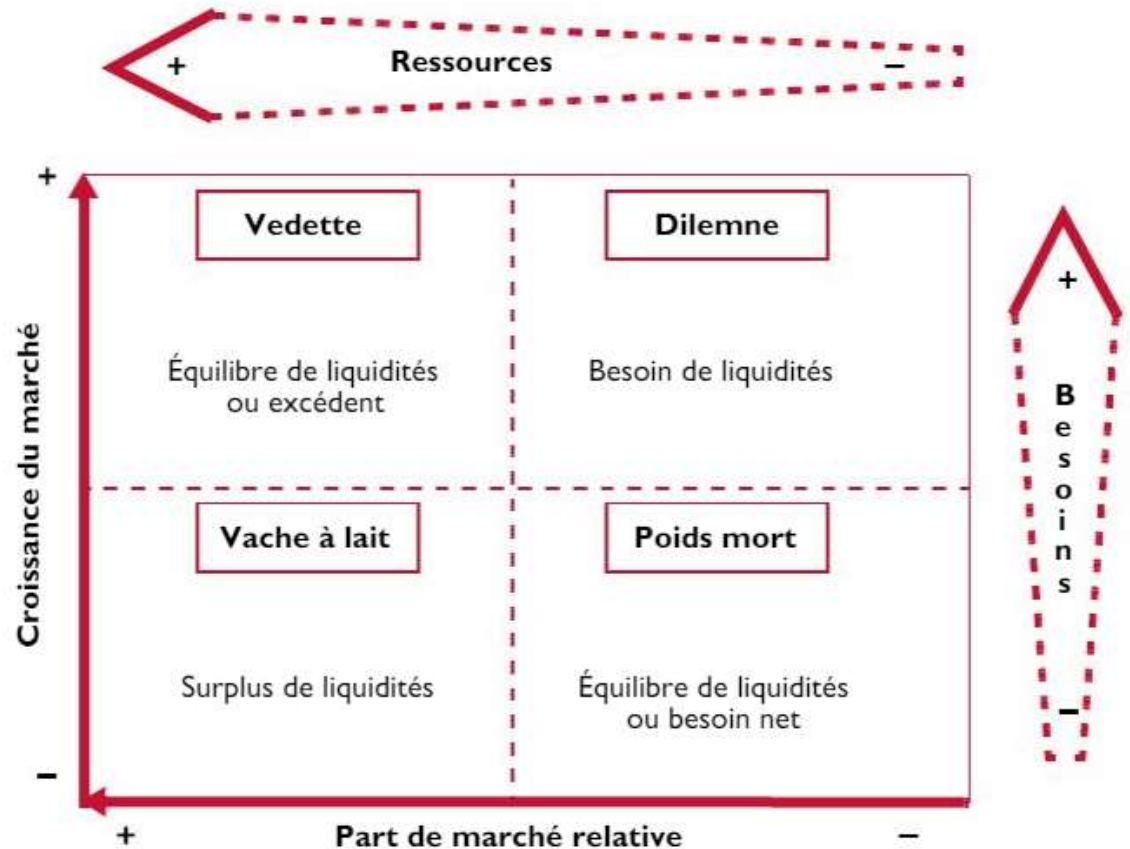 + Ressources −
+
Vedette
Dilemne
Équilibre de liquidités
ou excédent
Besoin de liquidités
Croissance du marché
Vache à lait
Poids mort
Surplus de liquidités
Équilibre de liquidités
ou besoin net
−
+ Part de marché relative −
+
Besoins
−